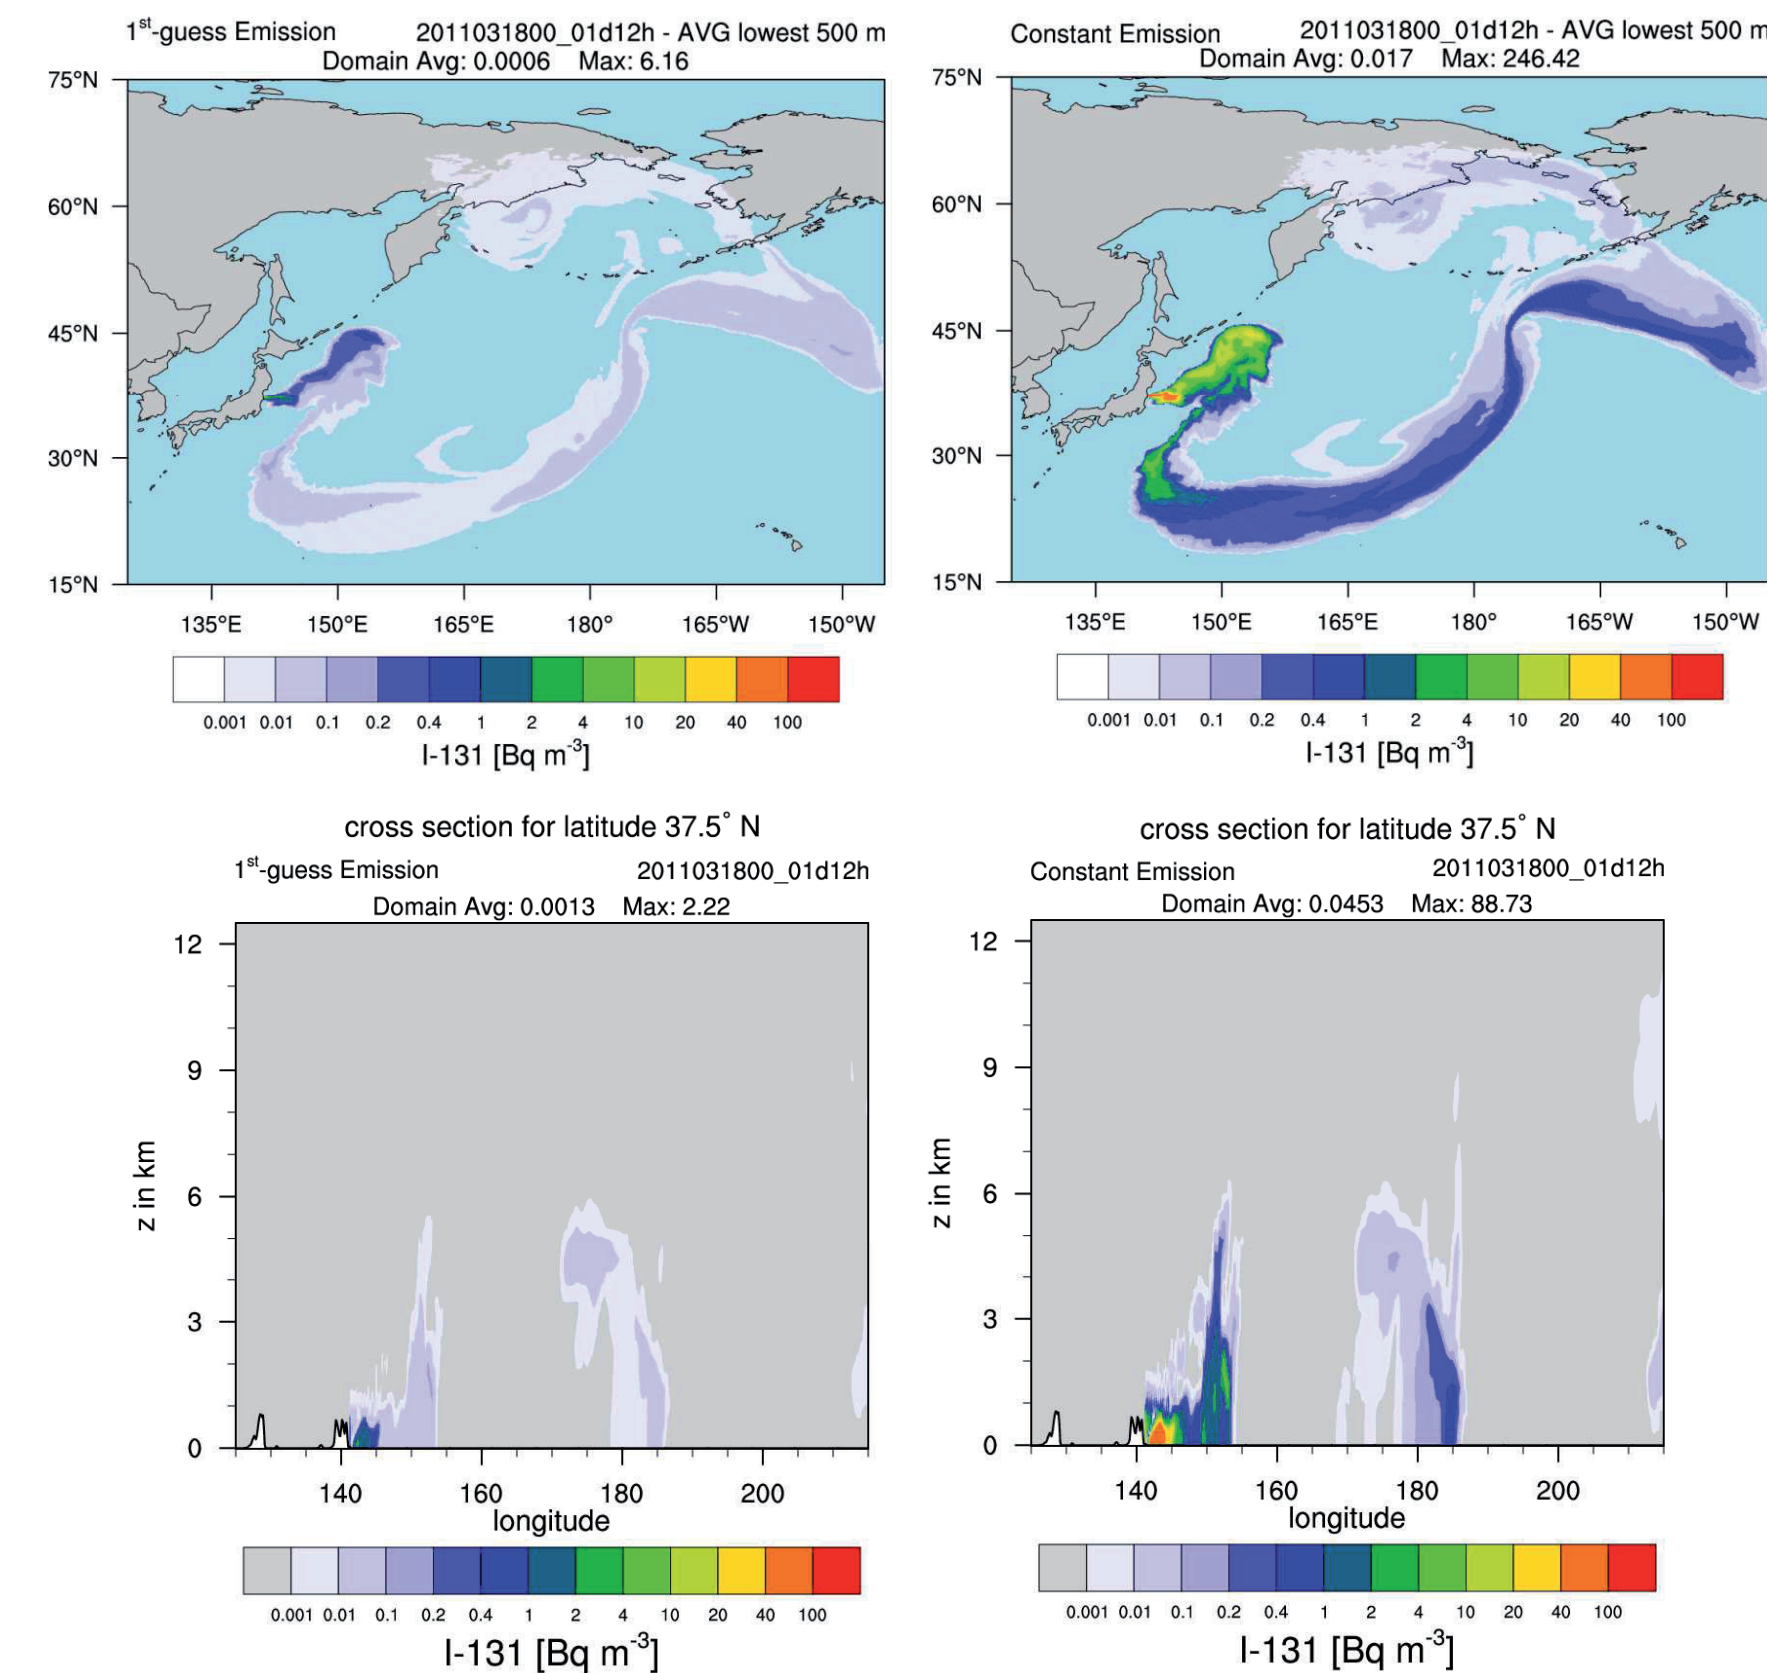 1st-guess Emission 2011031800_01d12h - AVG lowest 500 m
Domain Avg: 0.0006 Max: 6.16
75°N
60°N
45°N
30°N
15°N
135°E 150°E 165°E 180° 165°W 150°W
0.001 0.01 0.1 0.2 0.4 1 2 4 10 20 40 100
I-131 [Bq m-3]
Constant Emission 2011031800_01d12h - AVG lowest 500 m
Domain Avg: 0.017 Max: 246.42
75°N
60°N
45°N
30°N
15°N
135°E 150°E 165°E 180° 165°W 150°W
0.001 0.01 0.1 0.2 0.4 1 2 4 10 20 40 100
I-131 [Bq m-3]
cross section for latitude 37.5° N
1st-guess Emission 2011031800_01d12h
Domain Avg: 0.0013 Max: 2.22
12
9
6
3
0
z in km
140 160 180 200
longitude
0.001 0.01 0.1 0.2 0.4 1 2 4 10 20 40 100
I-131 [Bq m-3]
cross section for latitude 37.5° N
Constant Emission 2011031800_01d12h
Domain Avg: 0.0453 Max: 88.73
12
9
6
3
0
z in km
140 160 180 200
longitude
0.001 0.01 0.1 0.2 0.4 1 2 4 10 20 40 100
I-131 [Bq m-3]